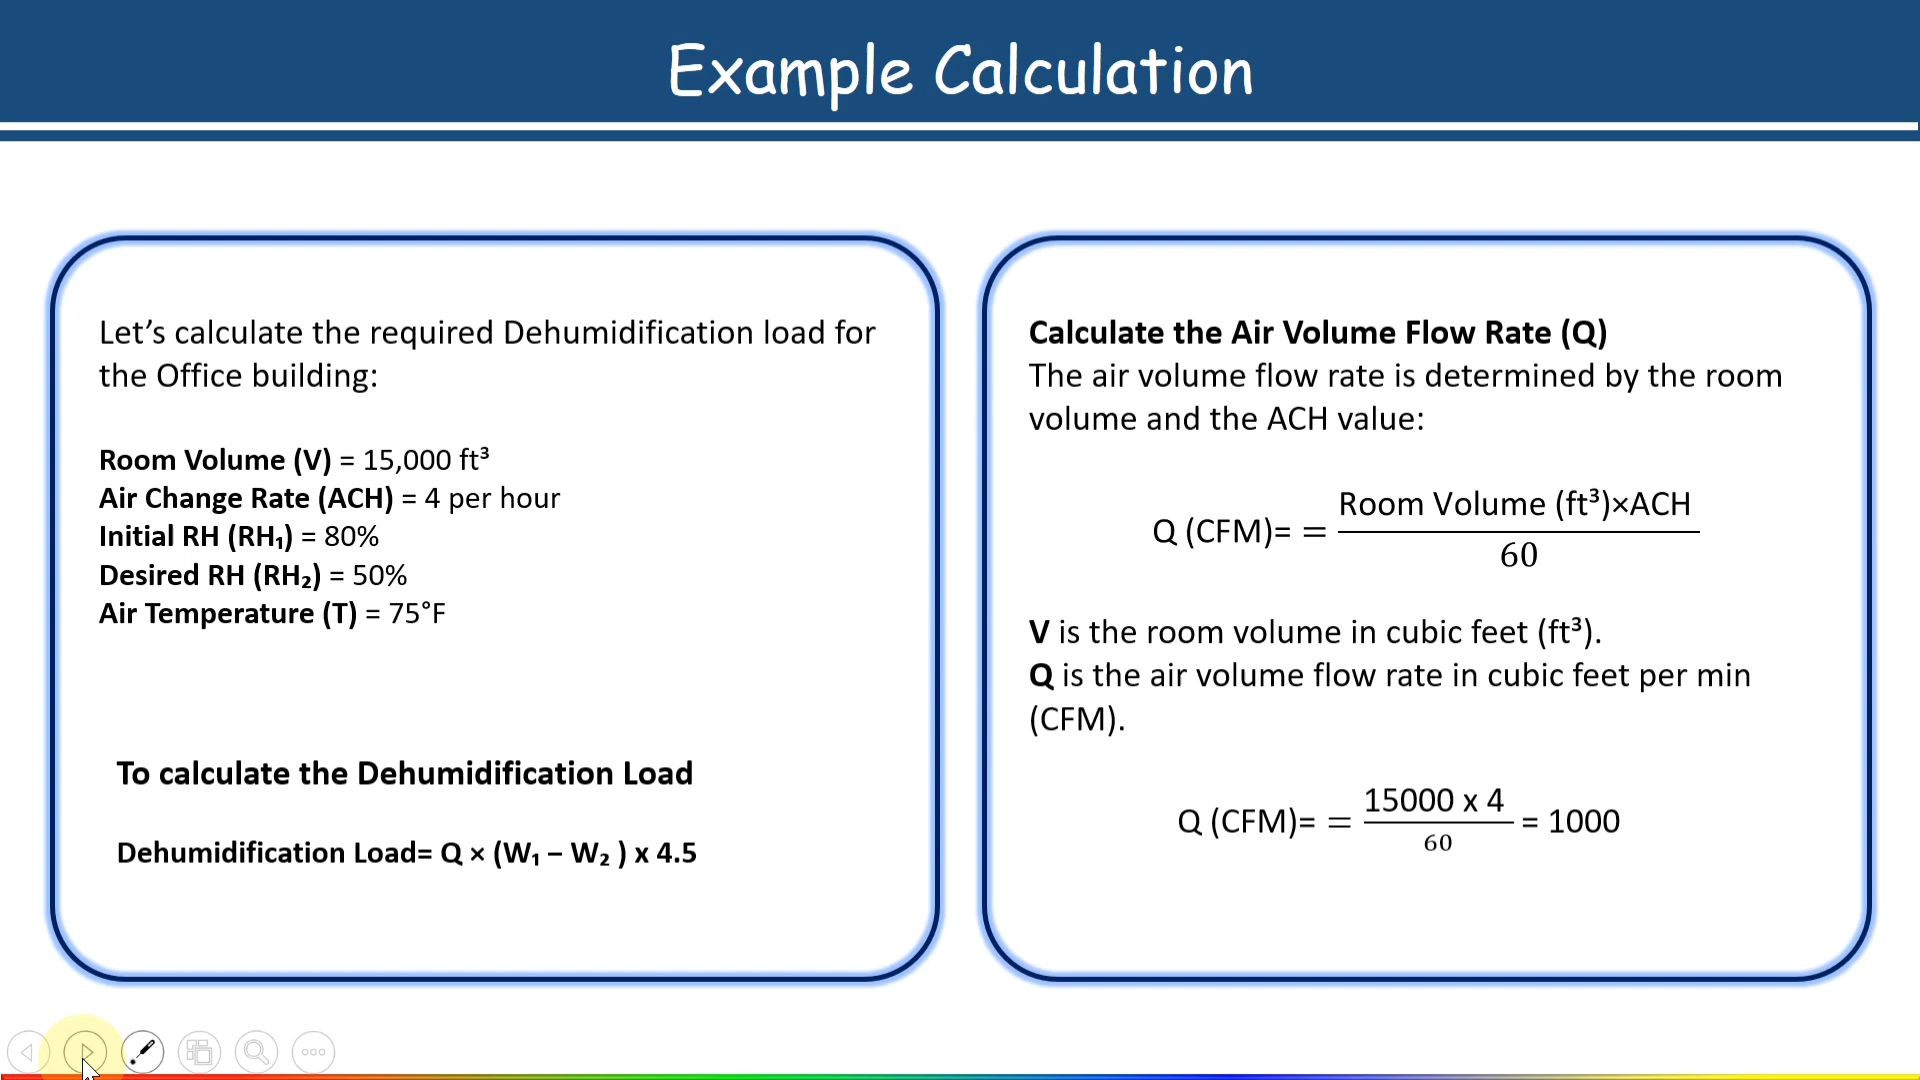 Example Calculation
Let’s calculate the required Dehumidification load for
the Office building:
Room Volume (V) = 15,000 ft³
Air Change Rate (ACH) = 4 per hour
Initial RH (RH₁) = 80%
Desired RH (RH₂) = 50%
Air Temperature (T) = 75°F
To calculate the Dehumidification Load
Dehumidification Load= Q × (W₁ – W₂ ) x 4.5
Calculate the Air Volume Flow Rate (Q)
The air volume flow rate is determined by the room
volume and the ACH value:
Room Volume (ft³)×ACH
Q (CFM)= =
60
V is the room volume in cubic feet (ft³).
Q is the air volume flow rate in cubic feet per min
(CFM).
15000 x 4
Q (CFM)= = = 1000
60